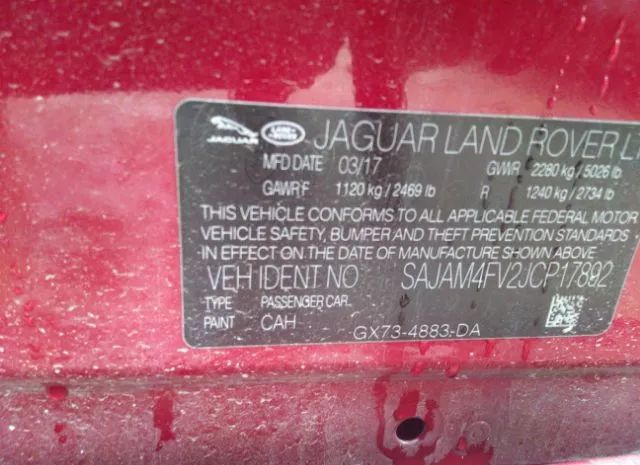 JAGUAR LAND ROVER JAGUAR LAND ROVER
MFD DATE 03/17 GVWR 2280 kg / 5026 lb
GAWR F 1120 kg / 2469 lb R 1240 kg / 2734 lb
THIS VEHICLE CONFORMS TO ALL APPLICABLE FEDERAL MOTOR
VEHICLE SAFETY, BUMPER AND THEFT PREVENTION STANDARDS
IN EFFECT ON THE DATE OF MANUFACTURE SHOWN ABOVE.
VEH IDENT NO SAJAM4FV2JCP17892
TYPE PASSENGER CAR.
PAINT CAH
GX73-4883-DA